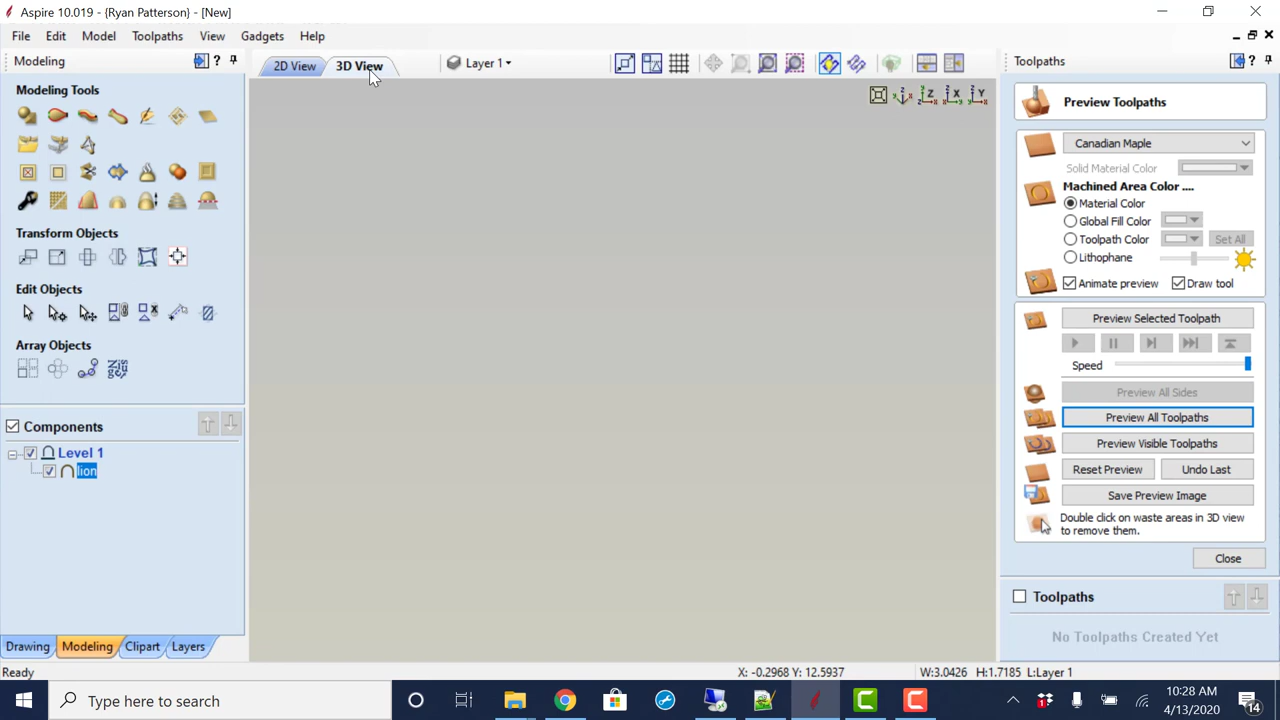 Aspire 10.019 - {Ryan Patterson} - [New]
File Edit Model Toolpaths View Gadgets Help
Modeling ?
2D View 3D View Layer 1
Toolpaths ?
Modeling Tools
Z X Y
Preview Toolpaths
Canadian Maple
Solid Material Color
Machined Area Color ....
Material Color
Global Fill Color
Toolpath Color Set All
Lithophane
Animate preview Draw tool
Transform Objects
Edit Objects
Array Objects
Preview Selected Toolpath
Speed
Preview All Sides
Preview All Toolpaths
Preview Visible Toolpaths
Reset Preview Undo Last
Save Preview Image
Double click on waste areas in 3D view
to remove them.
Close
Components
Level 1
lion
Toolpaths
No Toolpaths Created Yet
Drawing Modeling Clipart Layers
Ready X: -0.2968 Y: 12.5937 W:3.0426 H:1.7185 L:Layer 1
Type here to search
10:28 AM
4/13/2020
14